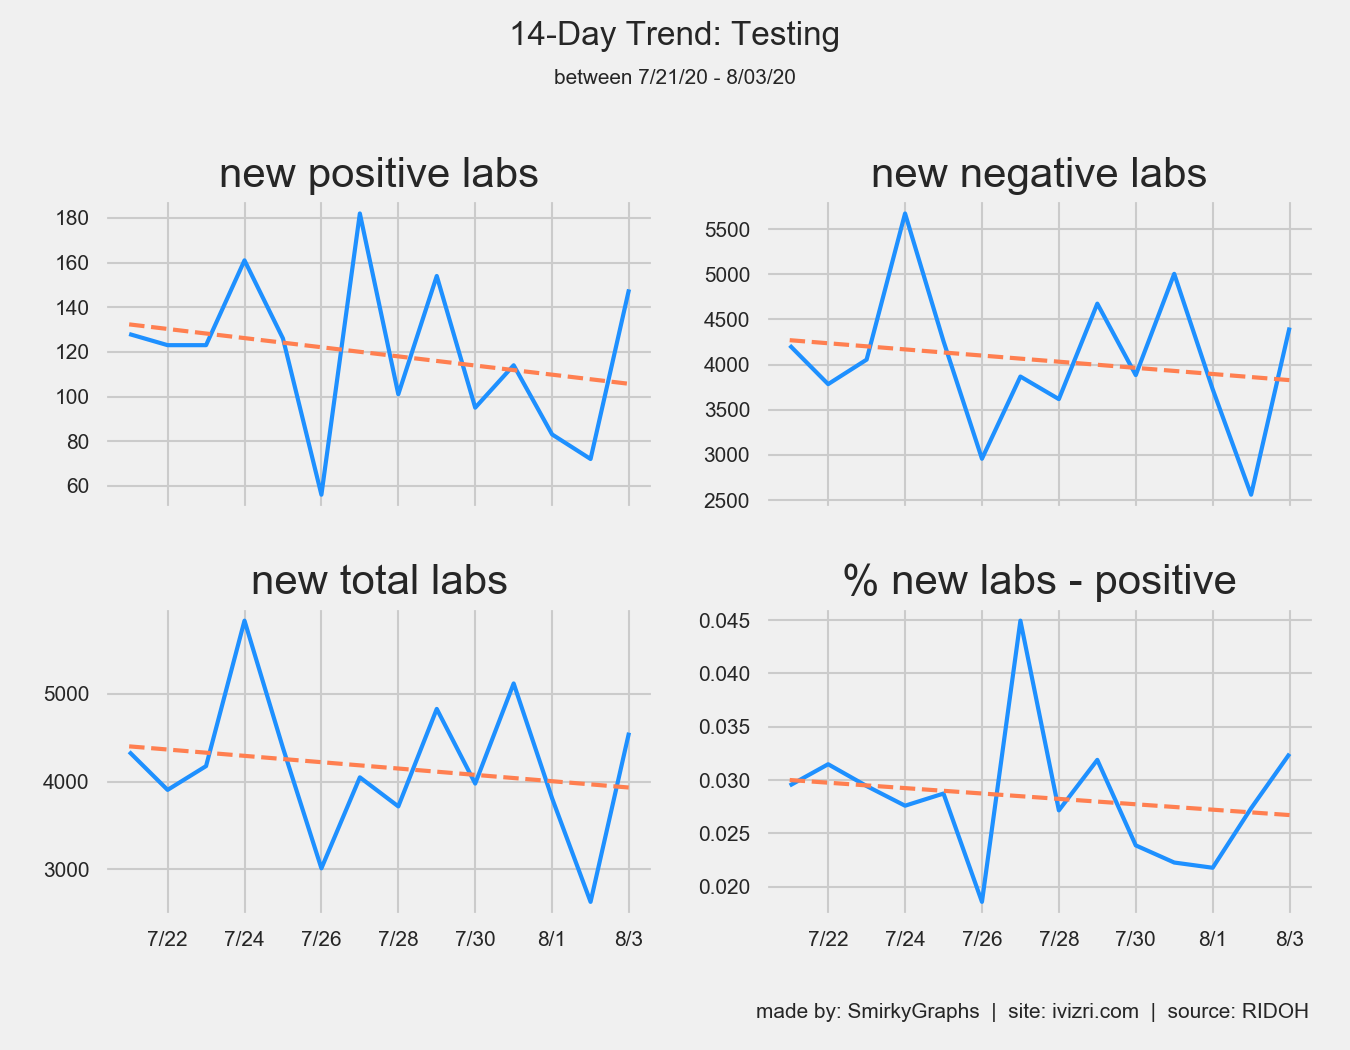 14-Day Trend: Testing
between 7/21/20 - 8/03/20
new positive labs
180
160
140
120
100
80
60
new negative labs
5500
5000
4500
4000
3500
3000
2500
new total labs
5000
4000
3000
7/22 7/24 7/26 7/28 7/30 8/1 8/3
% new labs - positive
0.045
0.040
0.035
0.030
0.025
0.020
7/22 7/24 7/26 7/28 7/30 8/1 8/3
made by: SmirkyGraphs | site: ivizri.com | source: RIDOH